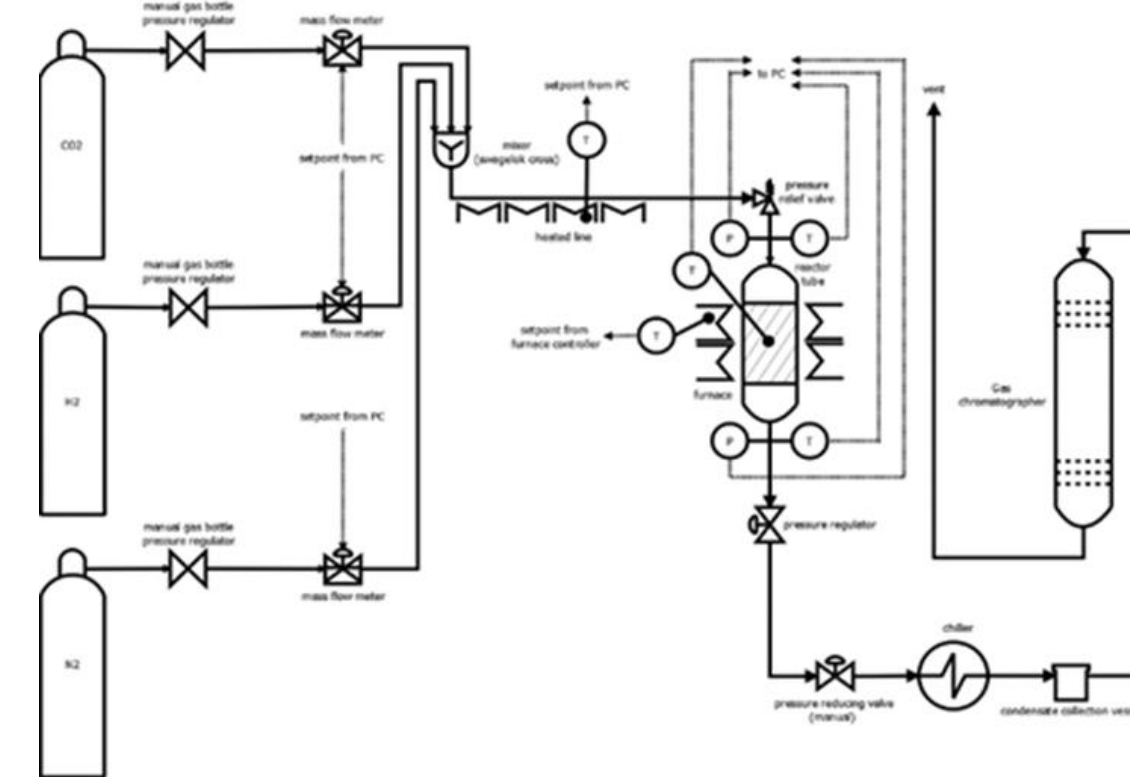 manual gas bottle
pressure regulator
mass flow meter
CO2
setpoint from PC
mixer
(swagelok cross)
setpoint from PC
T
heated line
to PC
pressure
relief valve
P
T
T
reactor
tube
vent
manual gas bottle
pressure regulator
mass flow meter
H2
setpoint from
furnace controller
T
furnace
Gas
chromatographer
setpoint from PC
P
T
manual gas bottle
pressure regulator
mass flow meter
N2
pressure regulator
chiller
pressure reducing valve
(manual)
condensate collection vess